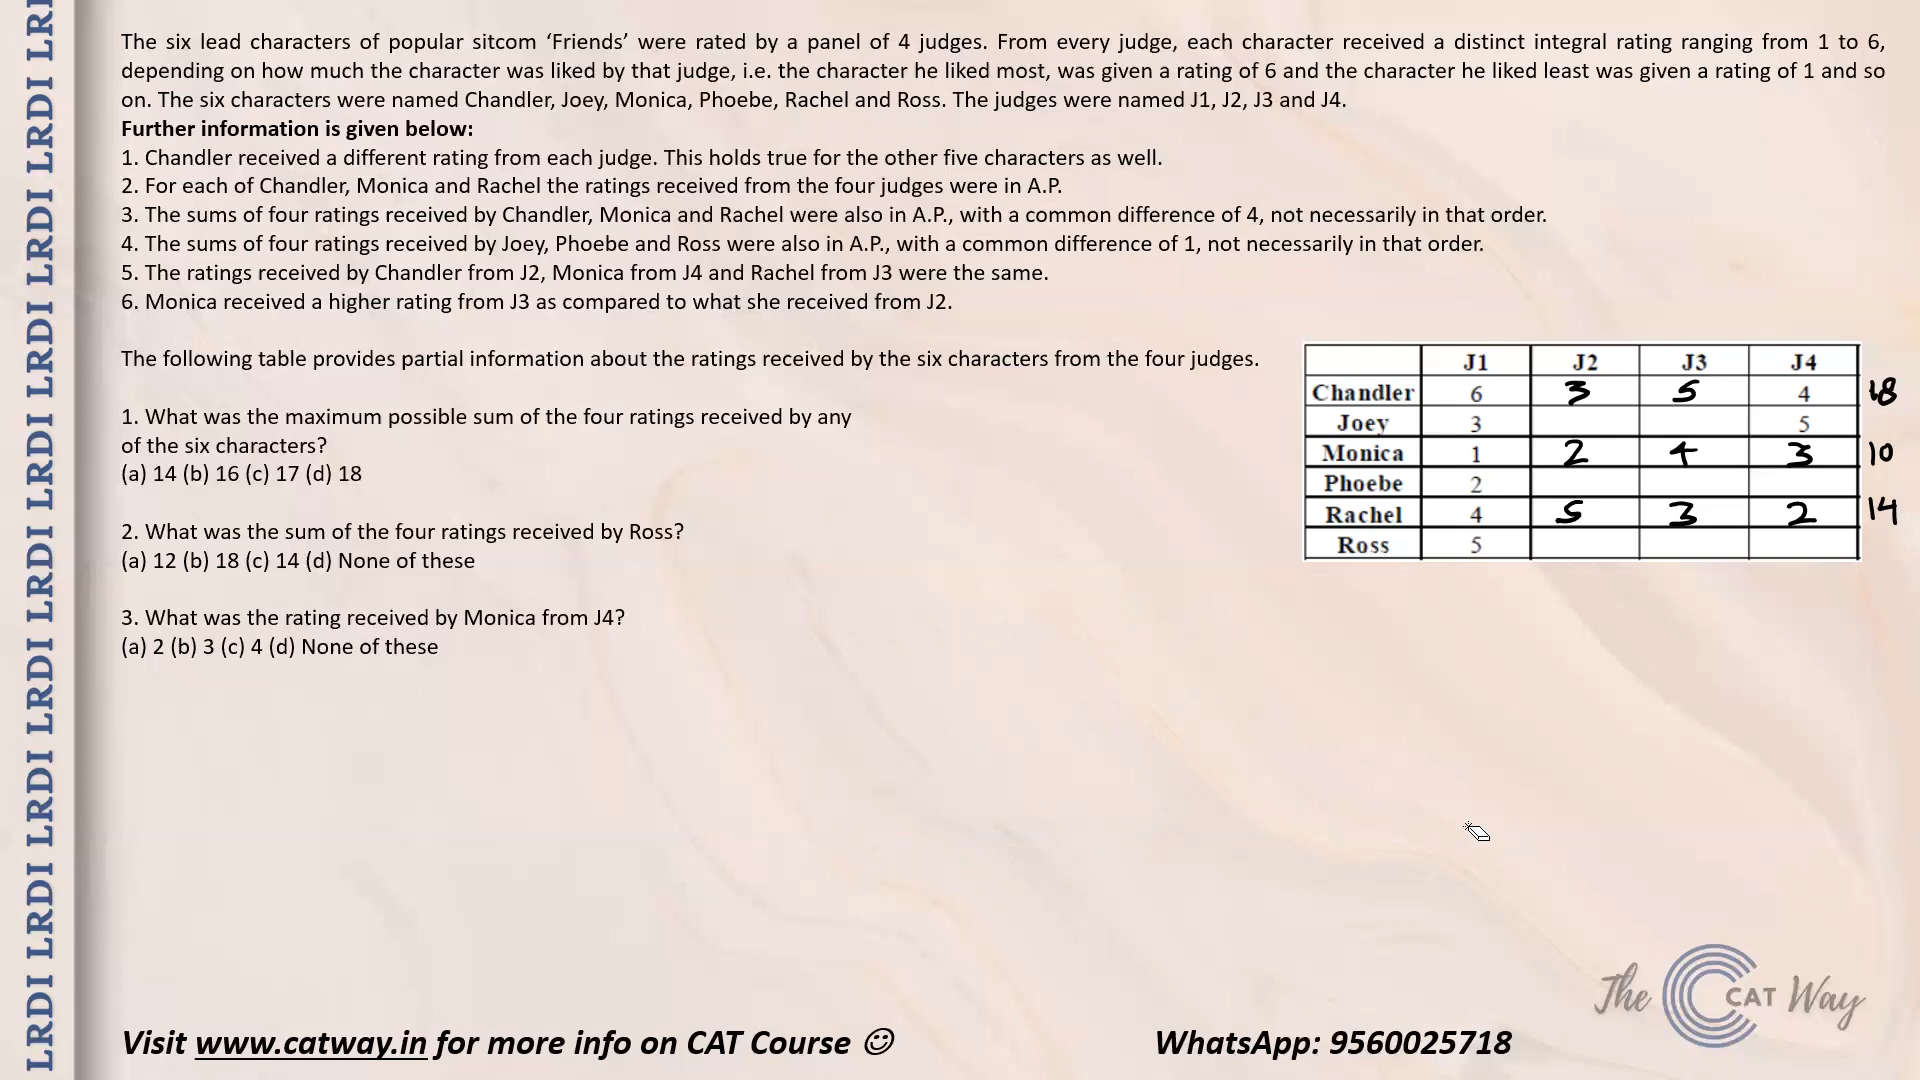 LRDI LRDI LRDI LRDI LRDI LRDI LRDI LRDI LRI
The six lead characters of popular sitcom ‘Friends’ were rated by a panel of 4 judges. From every judge, each character received a distinct integral rating ranging from 1 to 6,
depending on how much the character was liked by that judge, i.e. the character he liked most, was given a rating of 6 and the character he liked least was given a rating of 1 and so
on. The six characters were named Chandler, Joey, Monica, Phoebe, Rachel and Ross. The judges were named J1, J2, J3 and J4.
Further information is given below:
1. Chandler received a different rating from each judge. This holds true for the other five characters as well.
2. For each of Chandler, Monica and Rachel the ratings received from the four judges were in A.P.
3. The sums of four ratings received by Chandler, Monica and Rachel were also in A.P., with a common difference of 4, not necessarily in that order.
4. The sums of four ratings received by Joey, Phoebe and Ross were also in A.P., with a common difference of 1, not necessarily in that order.
5. The ratings received by Chandler from J2, Monica from J4 and Rachel from J3 were the same.
6. Monica received a higher rating from J3 as compared to what she received from J2.
The following table provides partial information about the ratings received by the six characters from the four judges.
1. What was the maximum possible sum of the four ratings received by any
of the six characters?
(a) 14 (b) 16 (c) 17 (d) 18
2. What was the sum of the four ratings received by Ross?
(a) 12 (b) 18 (c) 14 (d) None of these
3. What was the rating received by Monica from J4?
(a) 2 (b) 3 (c) 4 (d) None of these
J1 J2 J3 J4
Chandler 6 3 5 4 18
Joey 3 5
Monica 1 2 4 3 10
Phoebe 2
Rachel 4 5 3 2 14
Ross 5
The CAT Way
Visit www.catway.in for more info on CAT Course ☺
WhatsApp: 9560025718